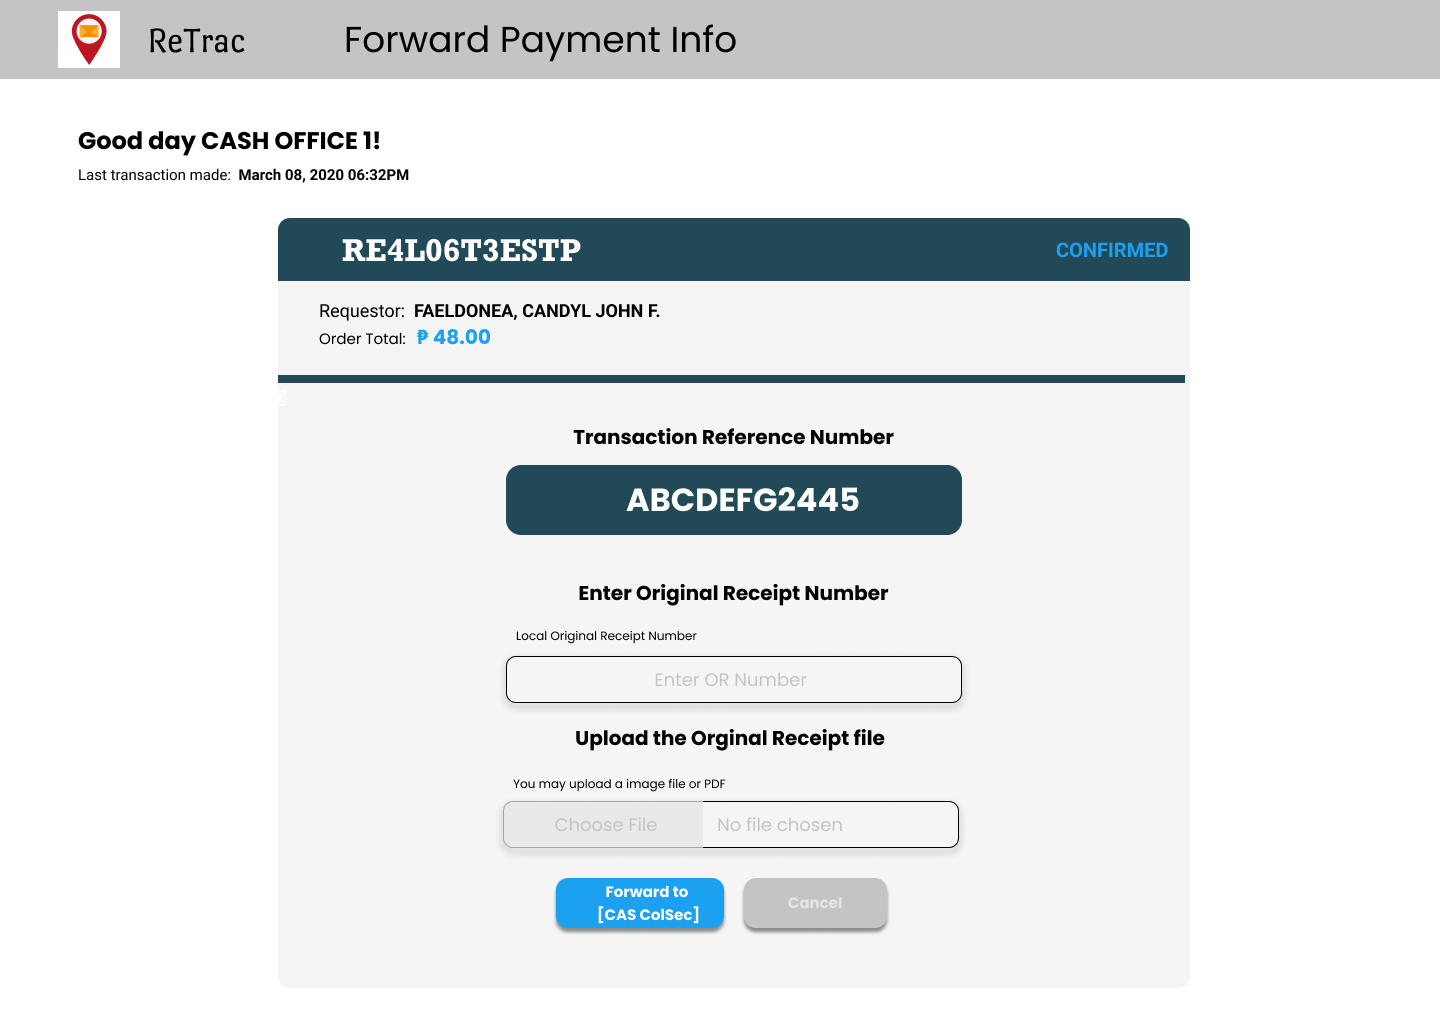 ReTrac
Forward Payment Info
Good day CASH OFFICE 1!
Last transaction made: March 08, 2020 06:32PM
RE4L06T3ESTP
CONFIRMED
Requestor: FAELDONEA, CANDYL JOHN F.
Order Total: ₱ 48.00
Transaction Reference Number
ABCDEFG2445
Enter Original Receipt Number
Local Original Receipt Number
Enter OR Number
Upload the Orginal Receipt file
You may upload a image file or PDF
Choose File
No file chosen
Forward to
[CAS ColSec]
Cancel